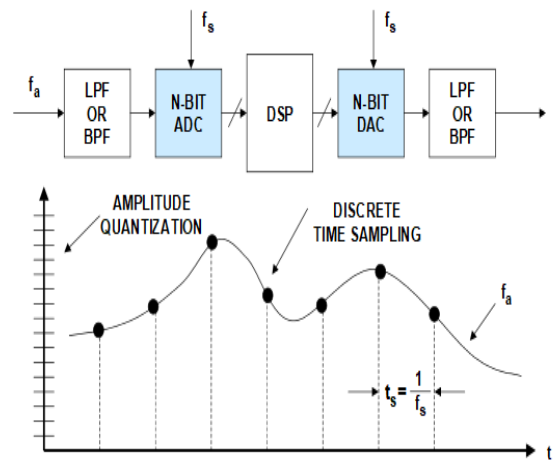 fs
fs
fa
LPF
OR
BPF
N-BIT
ADC
DSP
N-BIT
DAC
LPF
OR
BPF
AMPLITUDE
QUANTIZATION
DISCRETE
TIME SAMPLING
fa
ts = 1/fs
t